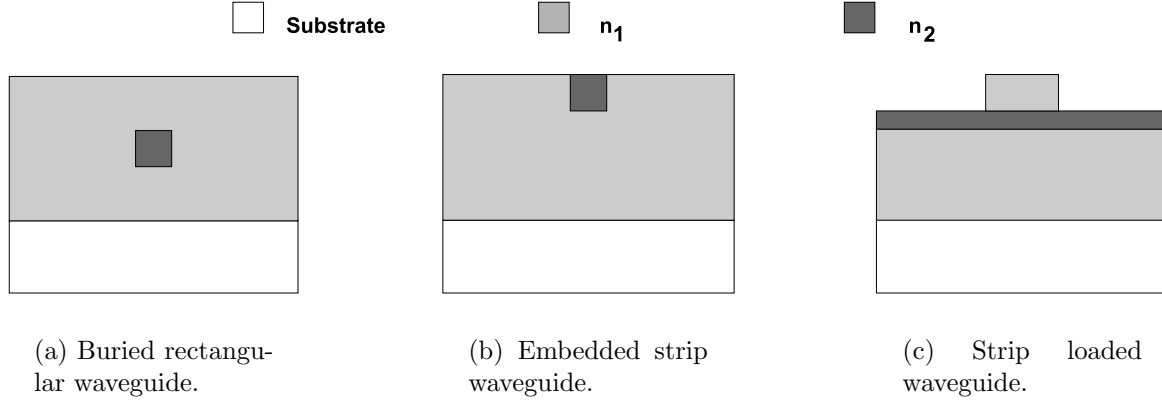 Substrate n1 n2
(a) Buried rectangu-
lar waveguide.
(b) Embedded strip
waveguide.
(c) Strip loaded
waveguide.